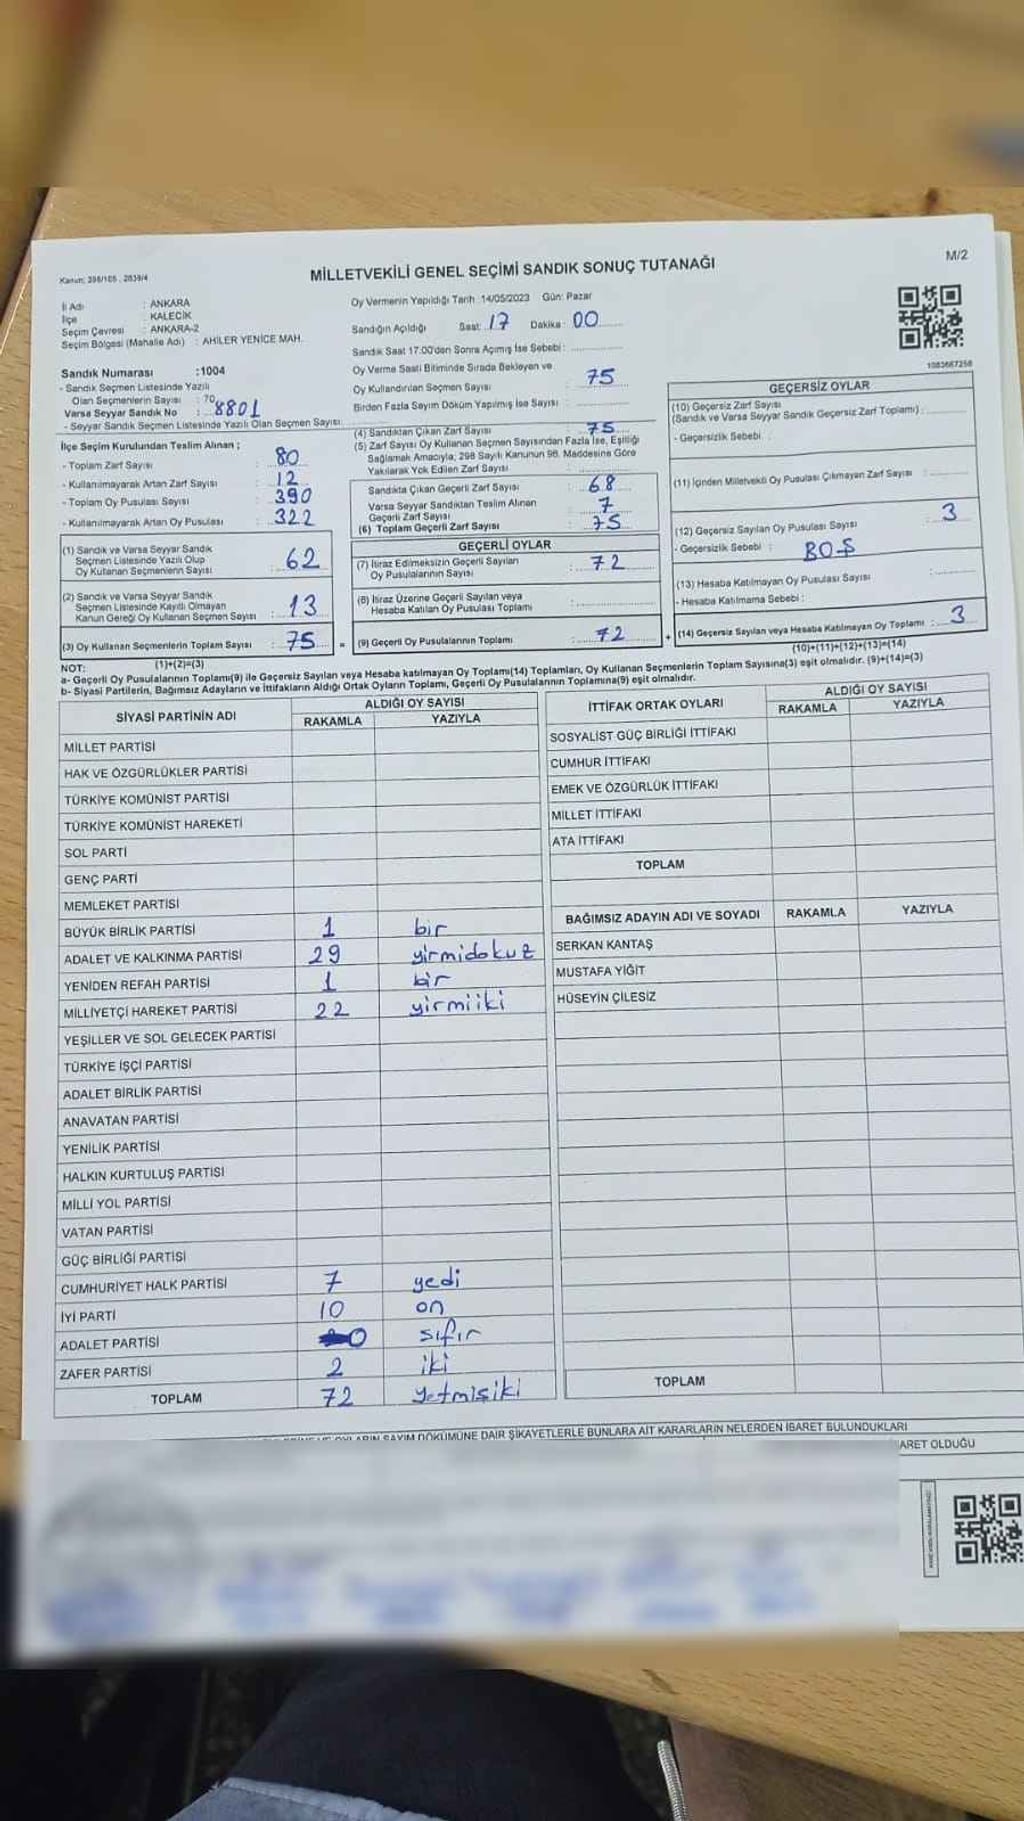 M/2
Kanun: 298/105 , 2839/4
MİLLETVEKİLİ GENEL SEÇİMİ SANDIK SONUÇ TUTANAĞI
İl Adı : ANKARA
İlçe : KALECİK
Seçim Çevresi : ANKARA-2
Seçim Bölgesi (Mahalle Adı) : AHİLER YENİCE MAH.
Oy Vermenin Yapıldığı Tarih :14/05/2023 Gün: Pazar
Sandığın Açıldığı Saat: 17 Dakika: 00
Sandık Saat 17.00'den Sonra Açılmış İse Sebebi:
Oy Verme Saati Bitiminde Sırada Bekleyen ve
Oy Kullandırılan Seçmen Sayısı : 75
Birden Fazla Sayım Döküm Yapılmış İse Sayısı :
1083667258
Sandık Numarası :1004
- Sandık Seçmen Listesinde Yazılı
Olan Seçmenlerin Sayısı : 70
Varsa Seyyar Sandık No : 8801
- Seyyar Sandık Seçmen Listesinde Yazılı Olan Seçmen Sayısı:
İlçe Seçim Kurulundan Teslim Alınan ;
- Toplam Zarf Sayısı : 80
- Kullanılmayarak Artan Zarf Sayısı : 12
- Toplam Oy Pusulası Sayısı : 390
- Kullanılmayarak Artan Oy Pusulası : 322
(4) Sandıktan Çıkan Zarf Sayısı : 75
(5) Zarf Sayısı Oy Kullanan Seçmen Sayısından Fazla İse, Eşitliği
Sağlamak Amacıyla, 298 Sayılı Kanunun 98. Maddesine Göre
Yakılarak Yok Edilen Zarf Sayısı :
Sandıkta Çıkan Geçerli Zarf Sayısı : 68
Varsa Seyyar Sandıktan Teslim Alınan
Geçerli Zarf Sayısı : 7
(6) Toplam Geçerli Zarf Sayısı : 75
GEÇERSİZ OYLAR
(10) Geçersiz Zarf Sayısı
(Sandık ve Varsa Seyyar Sandık Geçersiz Zarf Toplamı) :
- Geçersizlik Sebebi :
(11) İçinden Milletvekili Oy Pusulası Çıkmayan Zarf Sayısı :
(12) Geçersiz Sayılan Oy Pusulası Sayısı : 3
- Geçersizlik Sebebi : BOŞ
(13) Hesaba Katılmayan Oy Pusulası Sayısı :
- Hesaba Katılmama Sebebi :
+ (14) Geçersiz Sayılan veya Hesaba Katılmayan Oy Toplamı : 3
(10)+(11)+(12)+(13)=(14)
(1) Sandık ve Varsa Seyyar Sandık
Seçmen Listesinde Yazılı Olup
Oy Kullanan Seçmenlerin Sayısı : 62
(2) Sandık ve Varsa Seyyar Sandık
Seçmen Listesinde Kayıtlı Olmayan
Kanun Gereği Oy Kullanan Seçmen Sayısı : 13
(3) Oy Kullanan Seçmenlerin Toplam Sayısı : 75 =
(1)+(2)=(3)
GEÇERLİ OYLAR
(7) İtiraz Edilmeksizin Geçerli Sayılan
Oy Pusulalarının Sayısı : 72
(8) İtiraz Üzerine Geçerli Sayılan veya
Hesaba Katılan Oy Pusulası Toplamı :
(9) Geçerli Oy Pusulalarının Toplamı : 72
NOT:
a- Geçerli Oy Pusulalarının Toplamı(9) ile Geçersiz Sayılan veya Hesaba katılmayan Oy Toplamı(14) Toplamları, Oy Kullanan Seçmenlerin Toplam Sayısına(3) eşit olmalıdır. (9)+(14)=(3)
b- Siyasi Partilerin, Bağımsız Adayların ve İttifakların Aldığı Ortak Oyların Toplamı, Geçerli Oy Pusulalarının Toplamına(9) eşit olmalıdır.
SİYASİ PARTİNİN ADI ALDIĞI OY SAYISI
RAKAMLA YAZIYLA
MİLLET PARTİSİ
HAK VE ÖZGÜRLÜKLER PARTİSİ
TÜRKİYE KOMÜNİST PARTİSİ
TÜRKİYE KOMÜNİST HAREKETİ
SOL PARTİ
GENÇ PARTİ
MEMLEKET PARTİSİ
BÜYÜK BİRLİK PARTİSİ 1 bir
ADALET VE KALKINMA PARTİSİ 29 yirmidokuz
YENİDEN REFAH PARTİSİ 1 bir
MİLLİYETÇİ HAREKET PARTİSİ 22 yirmiiki
YEŞİLLER VE SOL GELECEK PARTİSİ
TÜRKİYE İŞÇİ PARTİSİ
ADALET BİRLİK PARTİSİ
ANAVATAN PARTİSİ
YENİLİK PARTİSİ
HALKIN KURTULUŞ PARTISI
MİLLİ YOL PARTİSİ
VATAN PARTİSİ
GÜÇ BİRLİĞİ PARTİSİ
CUMHURİYET HALK PARTİSİ 7 yedi
İYİ PARTİ 10 on
ADALET PARTİSİ 0 sıfır
ZAFER PARTİSİ 2 iki
TOPLAM 72 yetmişiki
İTTİFAK ORTAK OYLARI ALDIĞI OY SAYISI
RAKAMLA YAZIYLA
SOSYALİST GÜÇ BİRLİĞİ İTTİFAKI
CUMHUR İTTİFAKI
EMEK VE ÖZGÜRLÜK İTTİFAKI
MİLLET İTTİFAKI
ATA İTTİFAKI
TOPLAM
BAĞIMSIZ ADAYIN ADI VE SOYADI RAKAMLA YAZIYLA
SERKAN KANTAŞ
MUSTAFA YİĞİT
HÜSEYİN ÇİLESİZ
TOPLAM
SAYIM DÖKÜMÜNE DAİR ŞİKAYETLERLE BUNLARA AİT KARARLARIN NELERDEN İBARET BULUNDUKLARI
ARET OLDUĞU